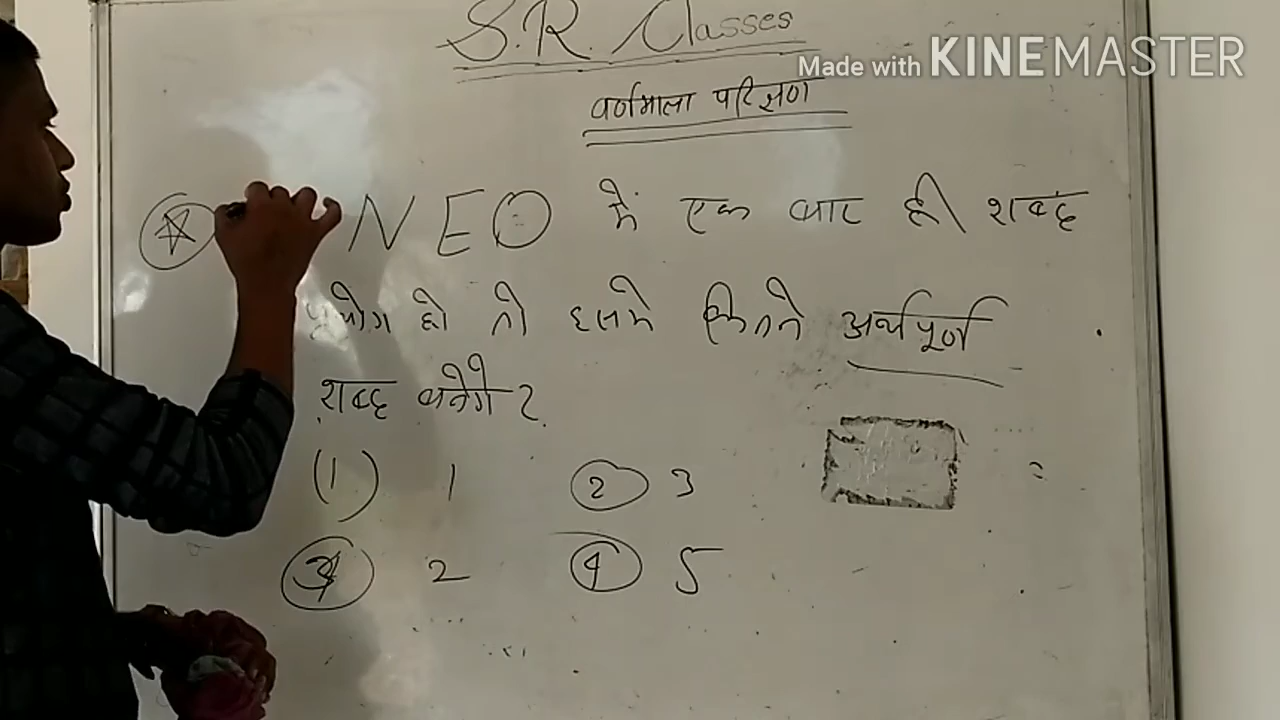 S.R. Classes
Made with KINEMASTER
वर्णमाला परिक्षण
NEO में एक बार ही शब्द
प्रयोग हो तो इसमे कितने अर्थपूर्ण
शब्द बनेगे ?
(1) 1 (2) 3
(3) 2 (4) 5